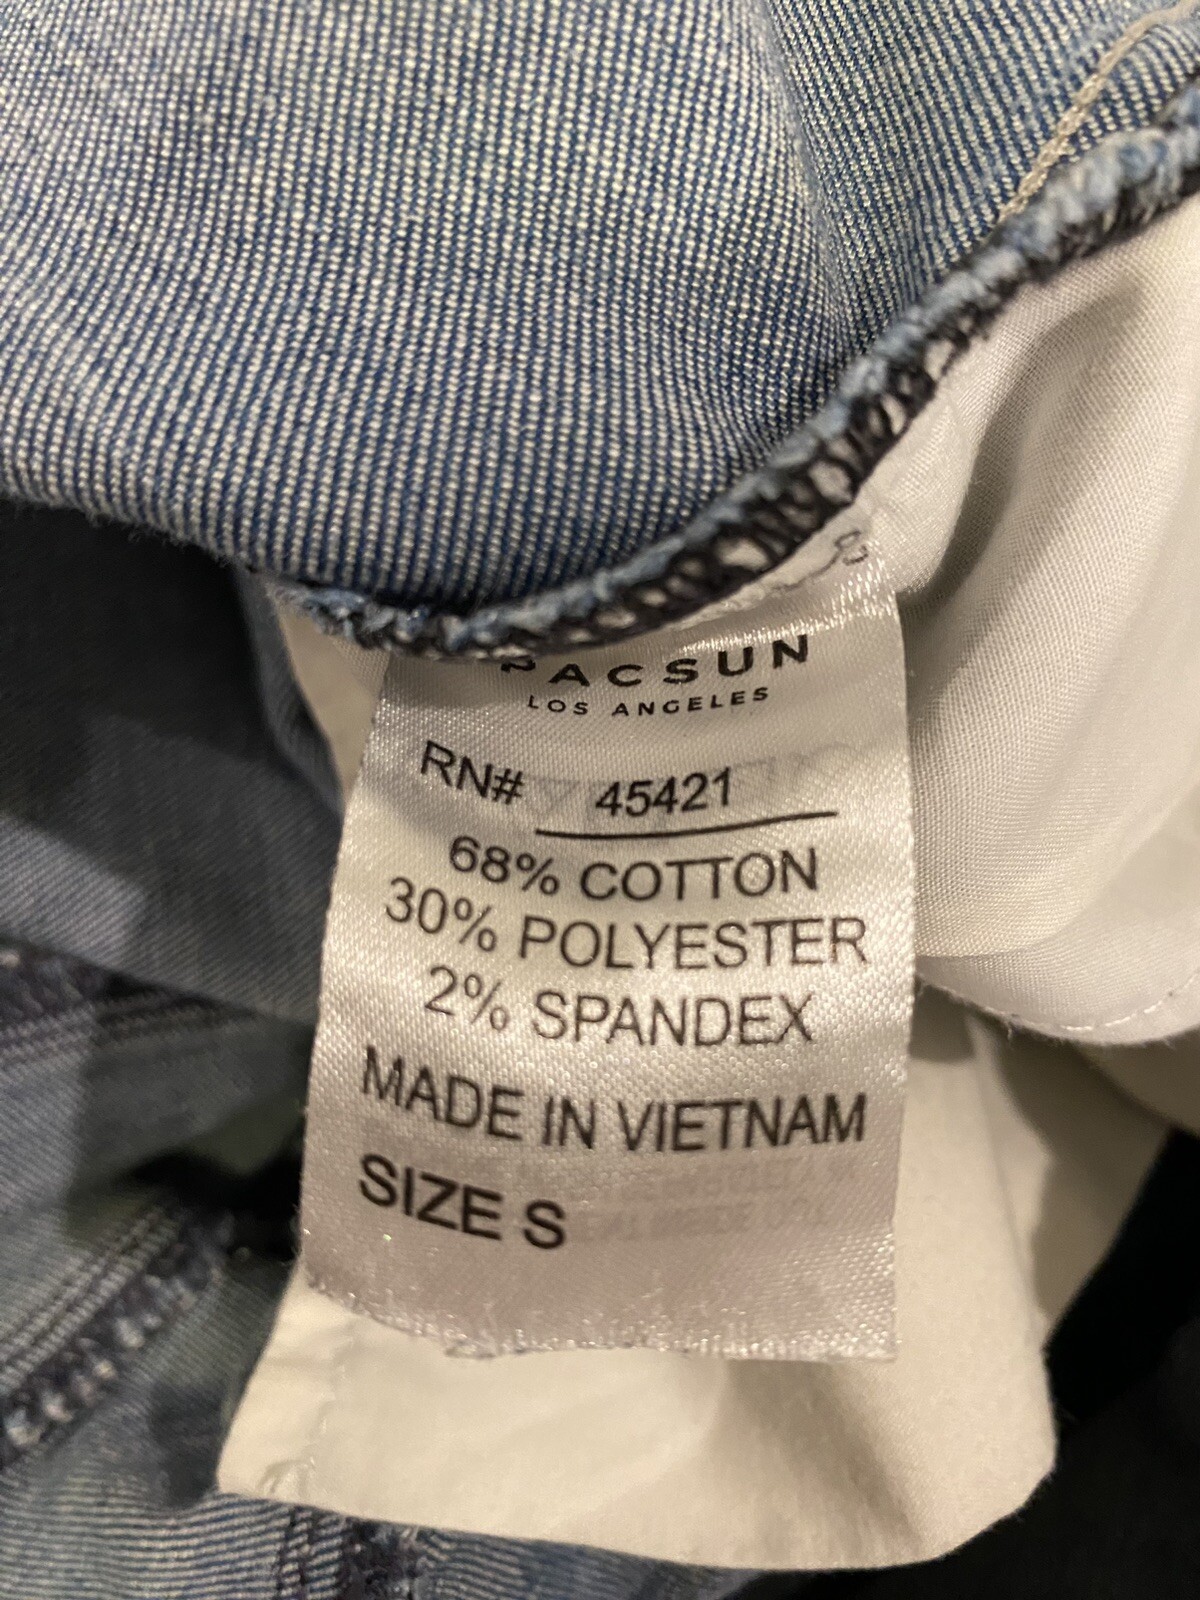 PACSUN
LOS ANGELES
RN# 45421
68% COTTON
30% POLYESTER
2% SPANDEX
MADE IN VIETNAM
SIZE S